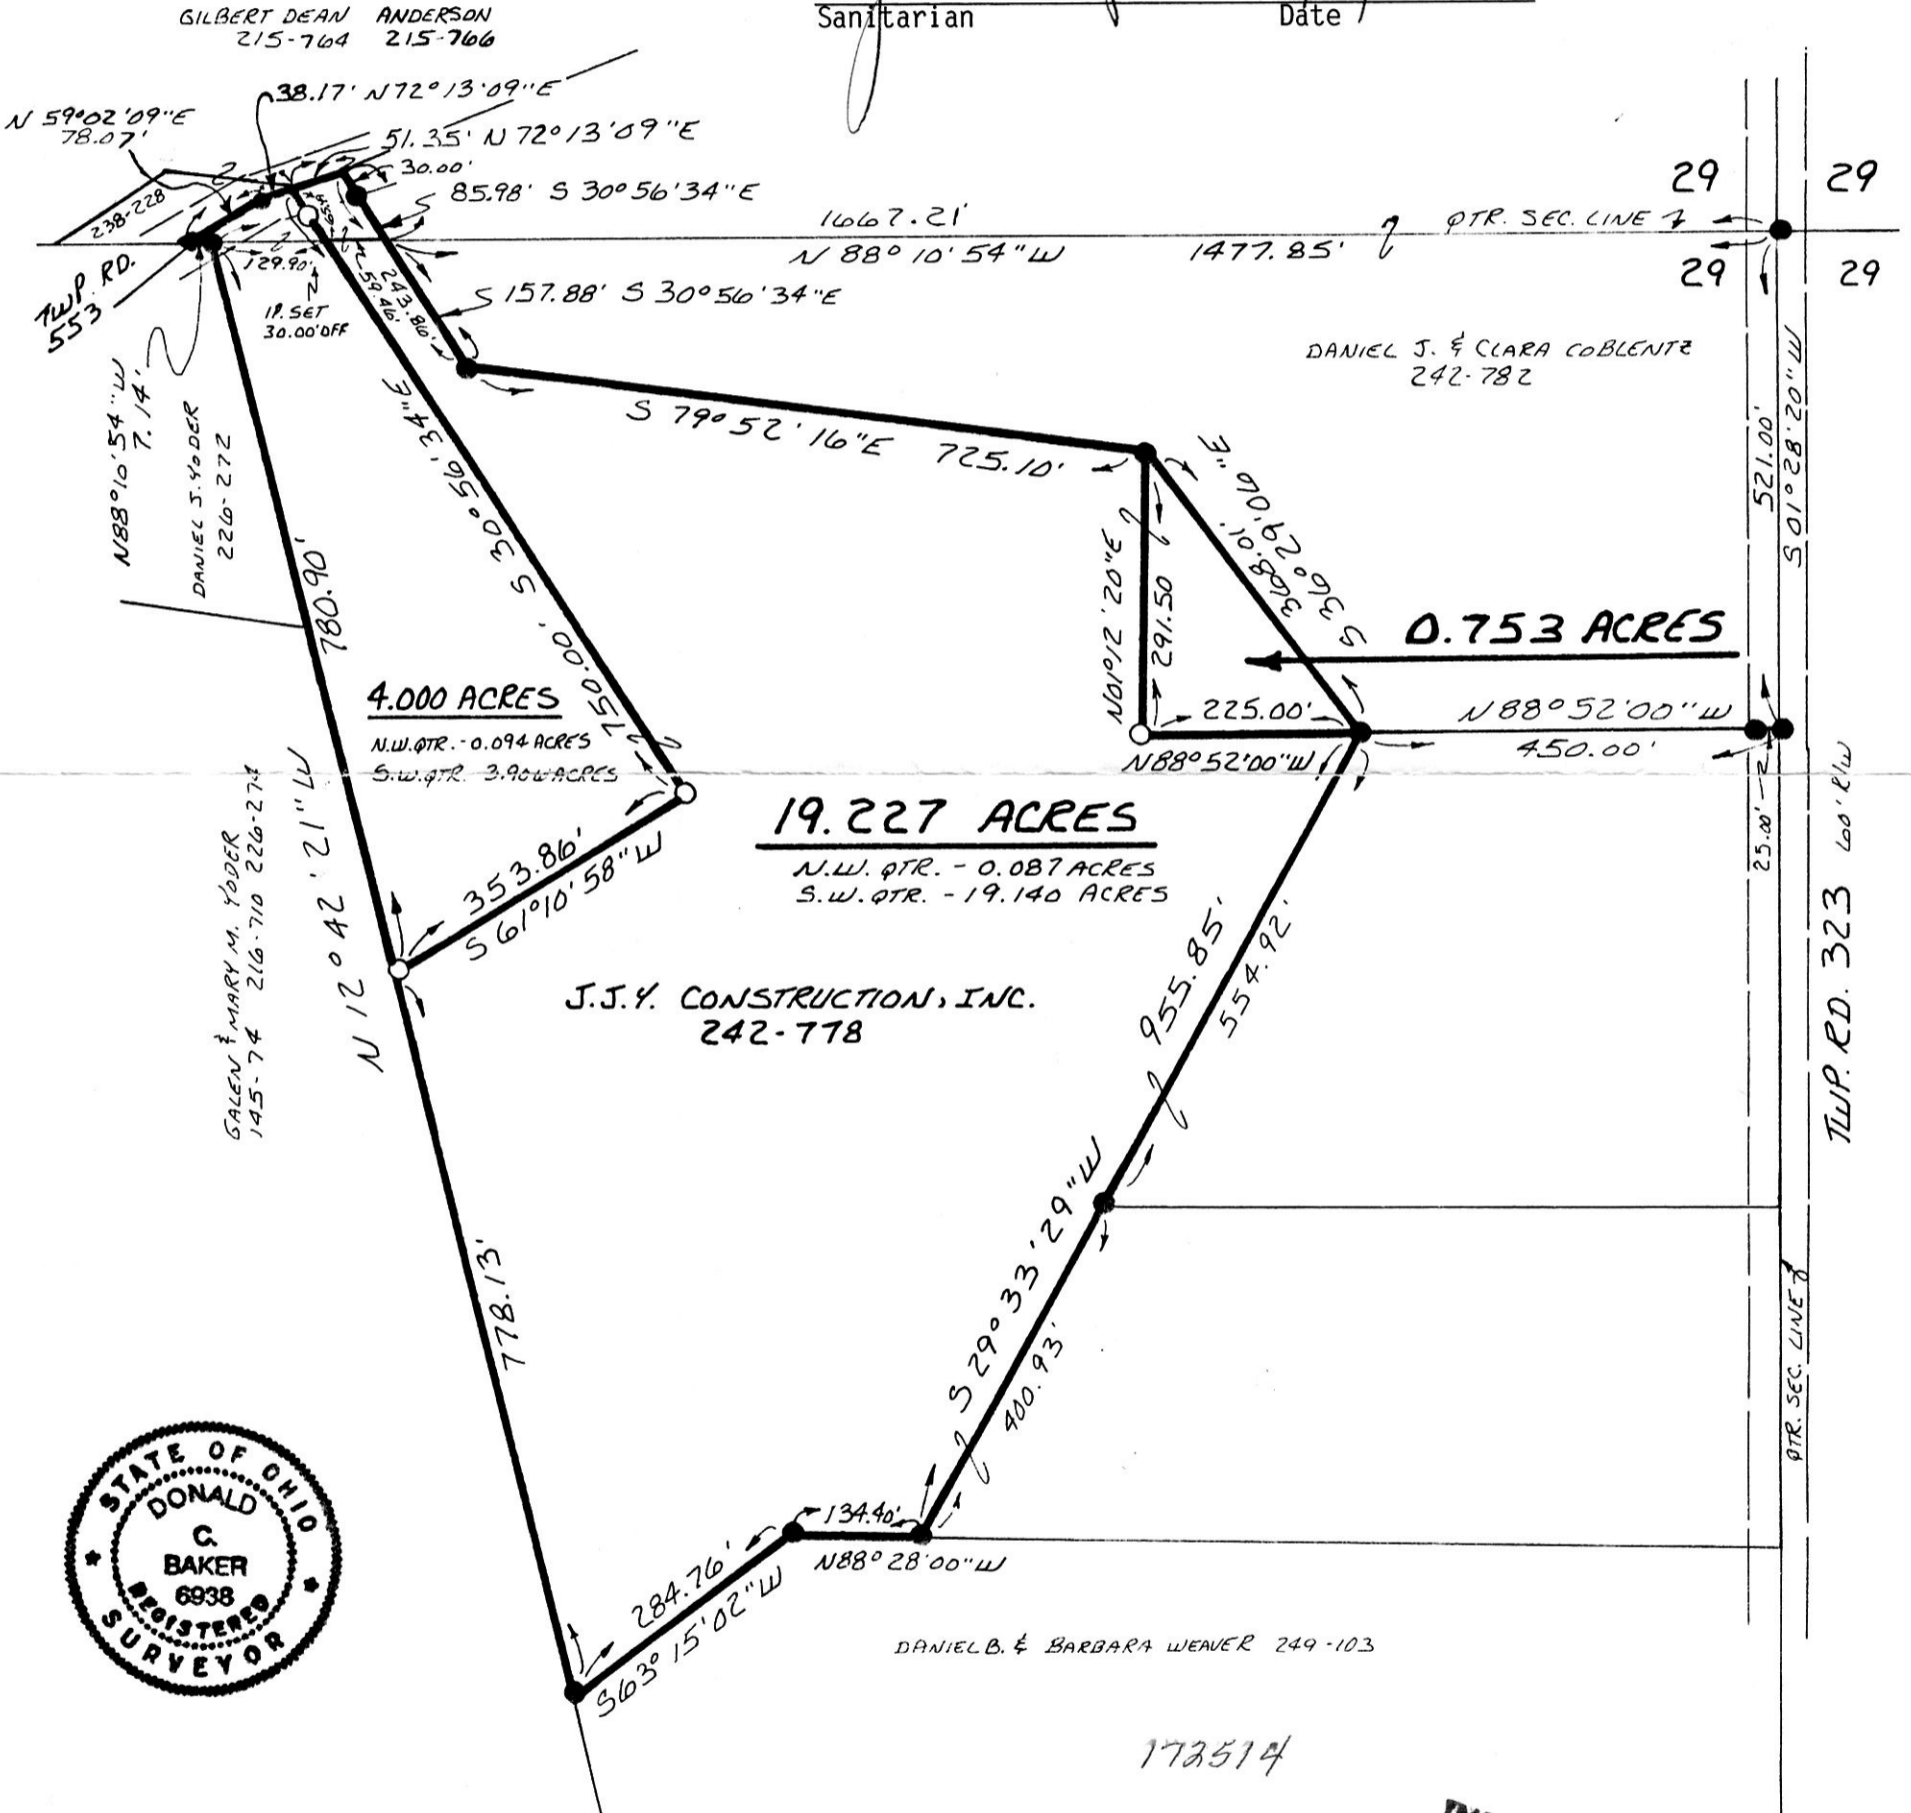 Sanitarian
Date
GILBERT DEAN ANDERSON
215-764 215-766
38.17' N72°13'09"E
N 59°02'09"E
78.07'
51.35' N 72°13'09"E
30.00'
85.98' S 30°56'34"E
238-228
1667.21'
QTR. SEC. LINE
29
29
N 88°10'54"W
1477.85'
29
29
TWP. RD.
553
129.90'
59.46'
243.86'
157.88' S 30°56'34"E
IP. SET
30.00' OFF
DANIEL J. & CLARA COBLENTZ
242-782
N88°10'54"W
7.14'
DANIEL J. YODER
226-272
S 79°52'16"E 725.10'
521.00'
S 01°28'20"W
780.90'
S 30°56'34"E
750.00'
N01°12'20"E
291.50
368.01'
S 36°29'06"E
0.753 ACRES
4.000 ACRES
N.W. QTR. - 0.094 ACRES
S.W. QTR. 3.906 ACRES
225.00'
N88°52'00"W
N88°52'00"W
450.00'
25.00'
TWP. RD. 323 60' R/W
19.227 ACRES
N.W. QTR. - 0.087 ACRES
S.W. QTR. - 19.140 ACRES
353.86'
S 61°10'58"W
GALEN & MARY M. YODER
145-74 216-710 226-274
N 12°42'21"W
J.J.Y. CONSTRUCTION, INC.
242-778
955.85'
554.92'
778.13'
S 29°33'29"W
400.93'
QTR. SEC. LINE
134.40'
N88°28'00"W
284.76'
S63°15'02"W
STATE OF OHIO
DONALD
C.
BAKER
6938
REGISTERED
SURVEYOR
DANIEL B. & BARBARA WEAVER 249-103
172514